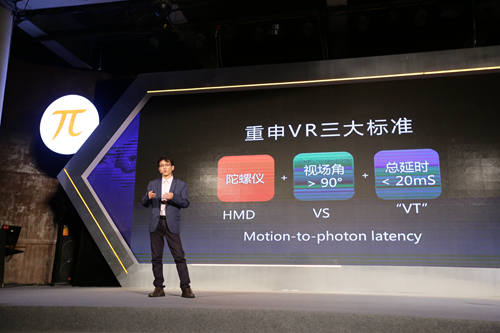 π
重申VR三大标准
陀螺仪 + 视场角 > 90° + 总延时 < 20mS
HMD VS “VT”
Motion-to-photon latency